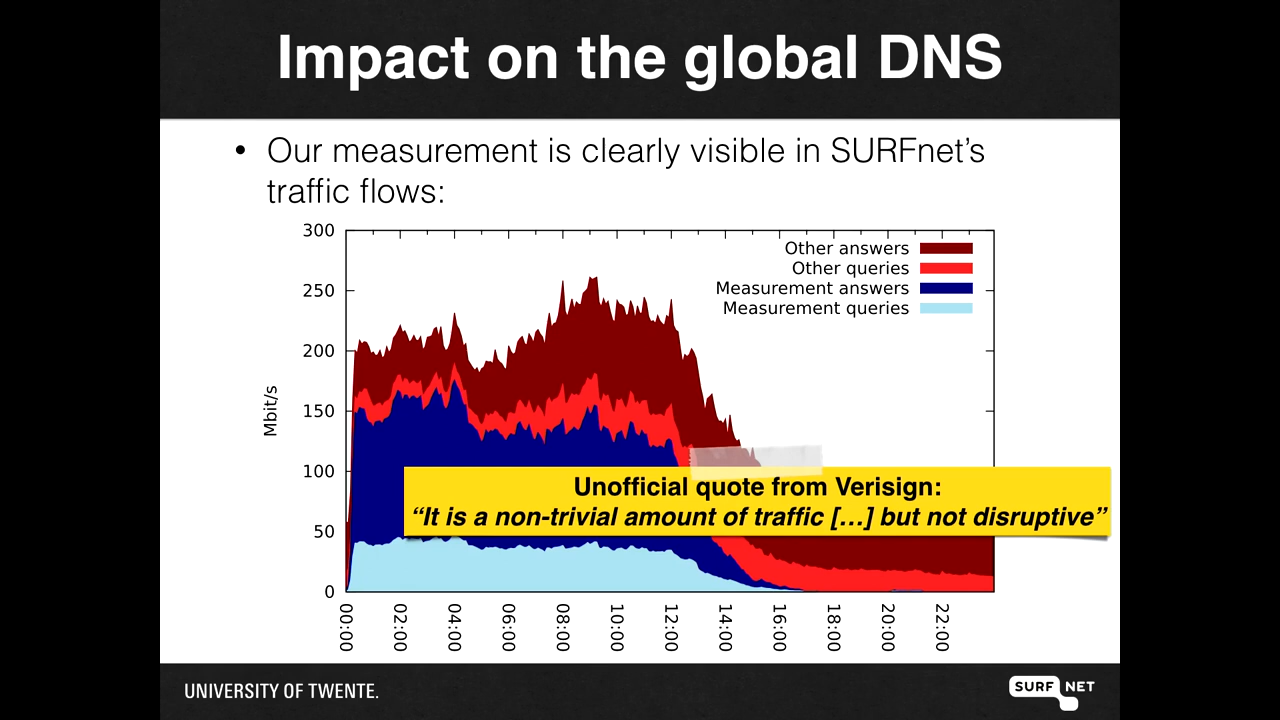 Impact on the global DNS
• Our measurement is clearly visible in SURFnet’s
traffic flows:
300
250
200
150
100
50
0
Mbit/s
Other answers
Other queries
Measurement answers
Measurement queries
Unofficial quote from Verisign:
“It is a non-trivial amount of traffic [...] but not disruptive”
00:00
02:00
04:00
06:00
08:00
10:00
12:00
14:00
16:00
18:00
20:00
22:00
UNIVERSITY OF TWENTE.
SURF NET